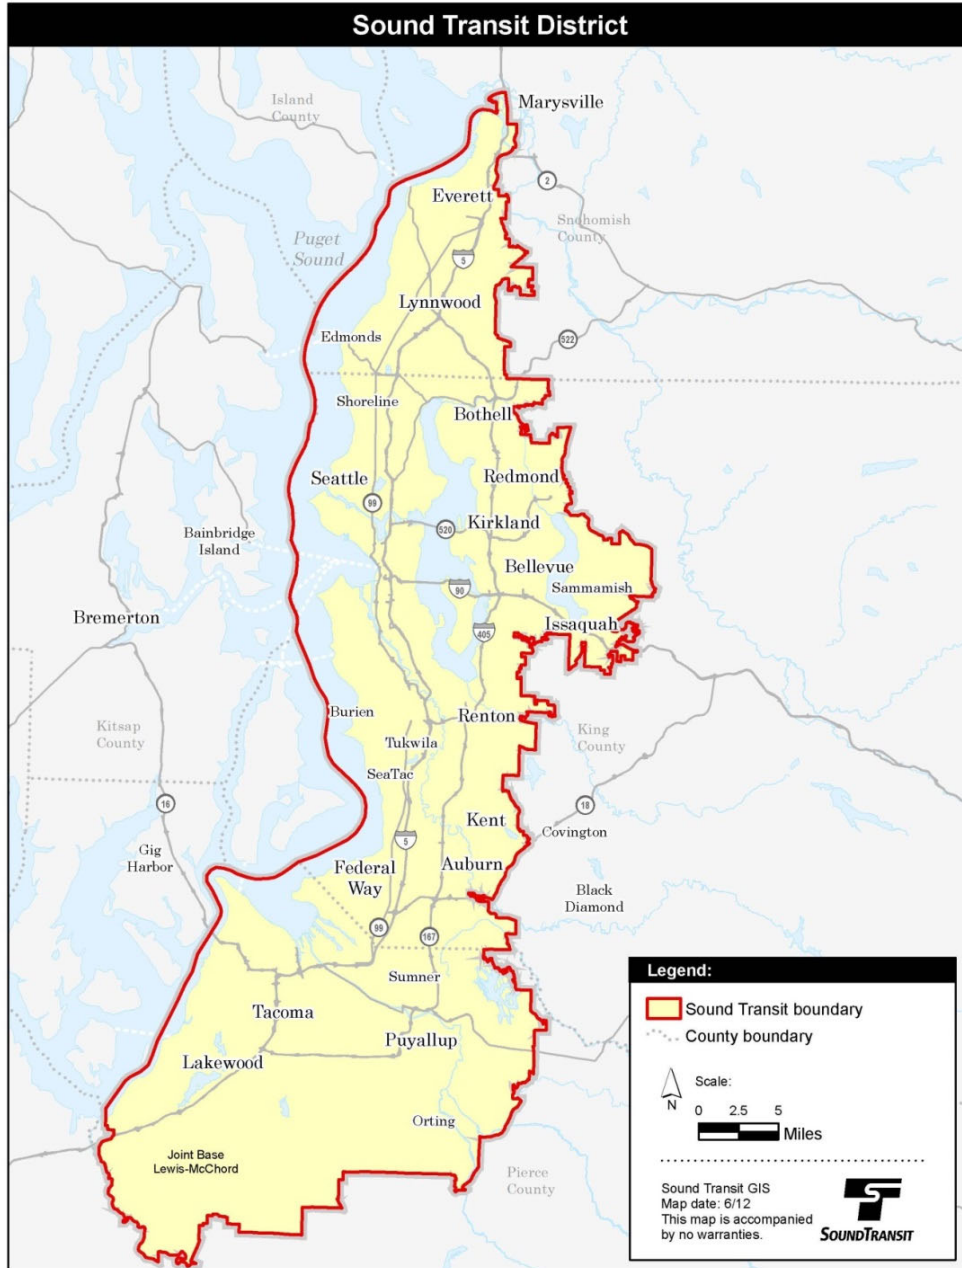 Sound Transit District
Marysville
Island
County
2
Everett
Snohomish
County
Puget
Sound
5
Lynnwood
Edmonds
522
Shoreline
Bothell
Seattle
Redmond
99
Kirkland
520
Bainbridge
Island
Bellevue
Sammamish
90
Bremerton
Issaquah
405
Burien
Renton
Kitsap
County
King
County
Tukwila
SeaTac
16
18
Kent
Covington
5
Gig
Harbor
Federal
Way
Auburn
Black
Diamond
99
167
Sumner
Tacoma
Puyallup
Lakewood
Orting
Joint Base
Lewis-McChord
Pierce
County
Legend:
Sound Transit boundary
County boundary
N
Scale:
0 2.5 5
Miles
Sound Transit GIS
Map date: 6/12
This map is accompanied
by no warranties.
SOUNDTRANSIT